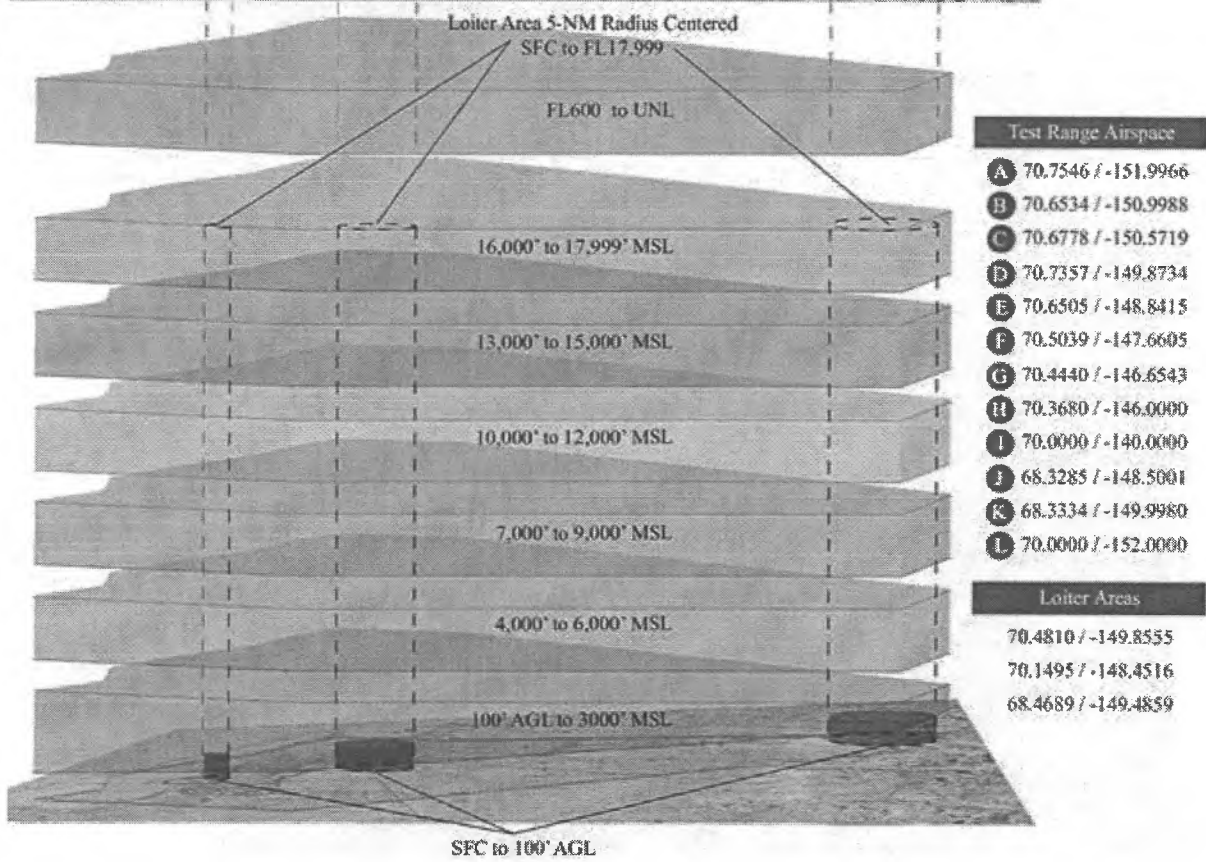 Loiter Area 5-NM Radius Centered
SFC to FL17,999
FL600 to UNL
16,000' to 17,999' MSL
13,000' to 15,000' MSL
10,000' to 12,000' MSL
7,000' to 9,000' MSL
4,000' to 6,000' MSL
100' AGL to 3000' MSL
SFC to 100' AGL
Test Range Airspace
A 70.7546 / -151.9966
B 70.6534 / -150.9988
C 70.6778 / -150.5719
D 70.7357 / -149.8734
E 70.6505 / -148.8415
F 70.5039 / -147.6605
G 70.4440 / -146.6543
H 70.3680 / -146.0000
I 70.0000 / -140.0000
J 68.3285 / -148.5001
K 68.3334 / -149.9980
L 70.0000 / -152.0000
Loiter Areas
70.4810 / -149.8555
70.1495 / -148.4516
68.4689 / -149.4859